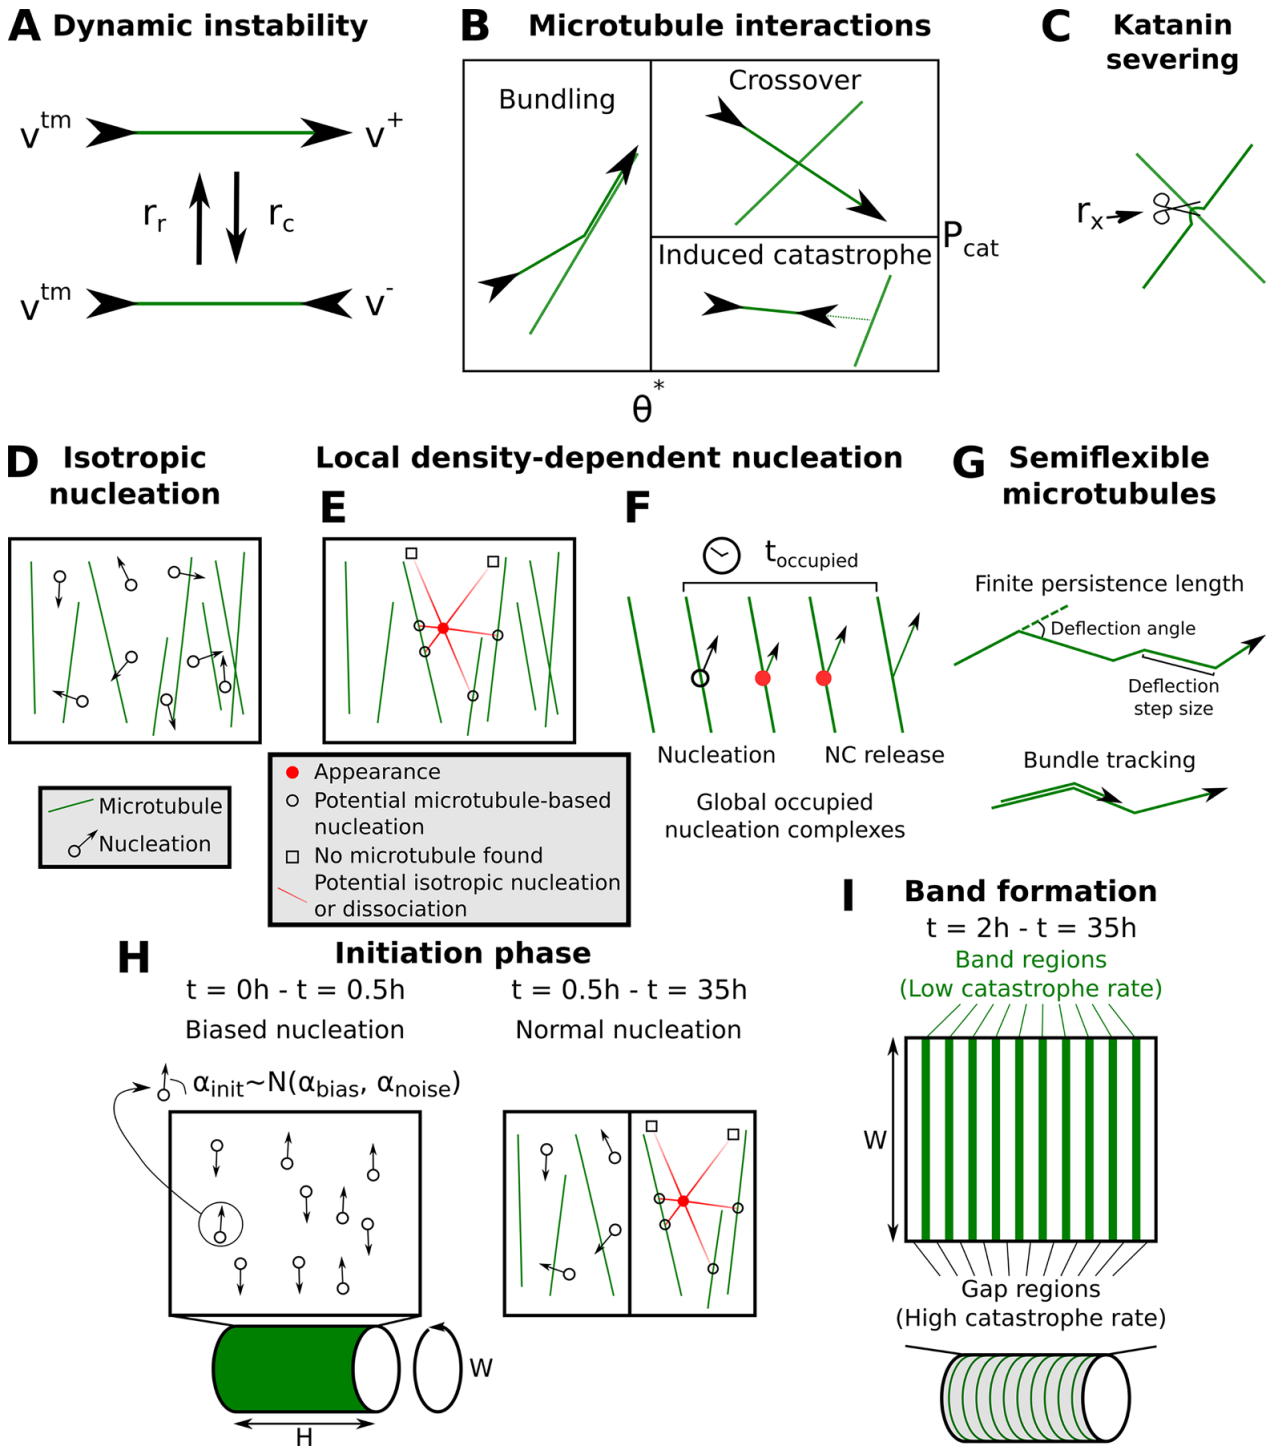 A Dynamic instability
v^tm
v^+
r_r
r_c
v^tm
v^-
B Microtubule interactions
Bundling
Crossover
Induced catastrophe
P_cat
θ^*
C Katanin
severing
r_x
D Isotropic
nucleation
Microtubule
Nucleation
Local density-dependent nucleation
E
Appearance
Potential microtubule-based
nucleation
No microtubule found
Potential isotropic nucleation
or dissociation
F
t_occupied
Nucleation
NC release
Global occupied
nucleation complexes
G Semiflexible
microtubules
Finite persistence length
Deflection angle
Deflection
step size
Bundle tracking
H Initiation phase
t = 0h - t = 0.5h
Biased nucleation
α_init~N(α_bias, α_noise)
W
H
t = 0.5h - t = 35h
Normal nucleation
I Band formation
t = 2h - t = 35h
Band regions
(Low catastrophe rate)
W
Gap regions
(High catastrophe rate)